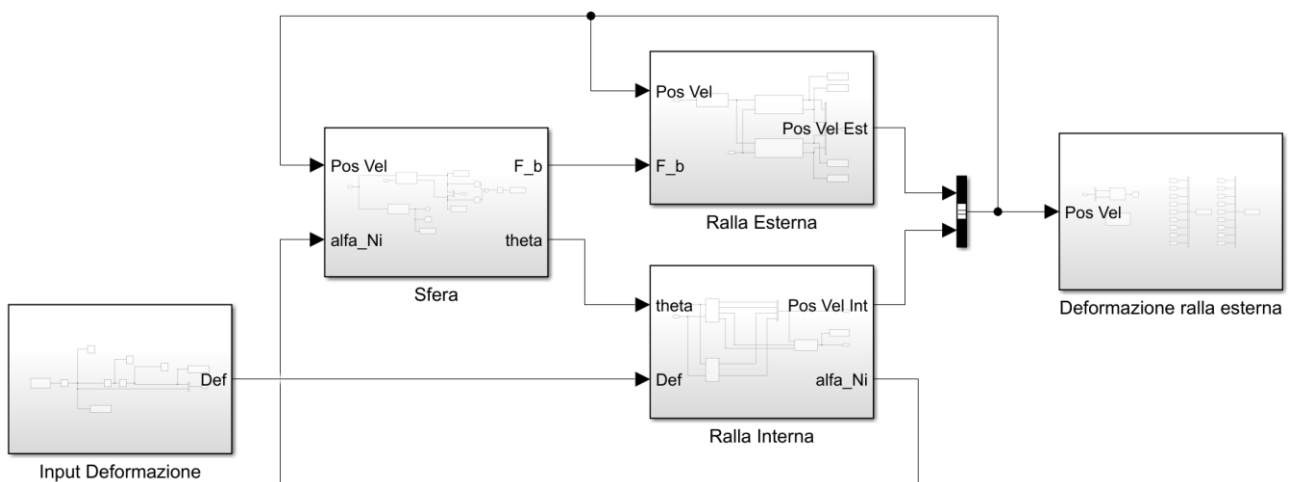 Pos Vel
Pos Vel Est
F_b
Ralla Esterna
Pos Vel
F_b
alfa_Ni
theta
Sfera
Pos Vel
Deformazione ralla esterna
theta
Pos Vel Int
Def
alfa_Ni
Ralla Interna
Def
Input Deformazione